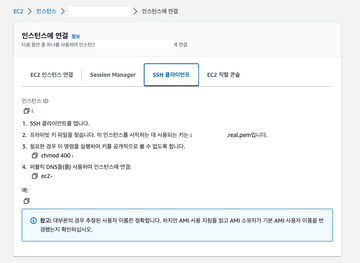 EC2 > 인스턴스 > > 인스턴스에 연결
인스턴스에 연결 정보
다음 옵션 중 하나를 사용하여 인스턴스 에 연결
EC2 인스턴스 연결 Session Manager SSH 클라이언트 EC2 직렬 콘솔
인스턴스 ID
i
1. SSH 클라이언트를 엽니다.
2. 프라이빗 키 파일을 찾습니다. 이 인스턴스를 시작하는 데 사용되는 키는 .real.pem입니다.
3. 필요한 경우 이 명령을 실행하여 키를 공개적으로 볼 수 없도록 합니다.
chmod 400
4. 퍼블릭 DNS을(를) 사용하여 인스턴스에 연결:
ec2-
예:
참고: 대부분의 경우 추정된 사용자 이름은 정확합니다. 하지만 AMI 사용 지침을 읽고 AMI 소유자가 기본 AMI 사용자 이름을 변
경했는지 확인하십시오.